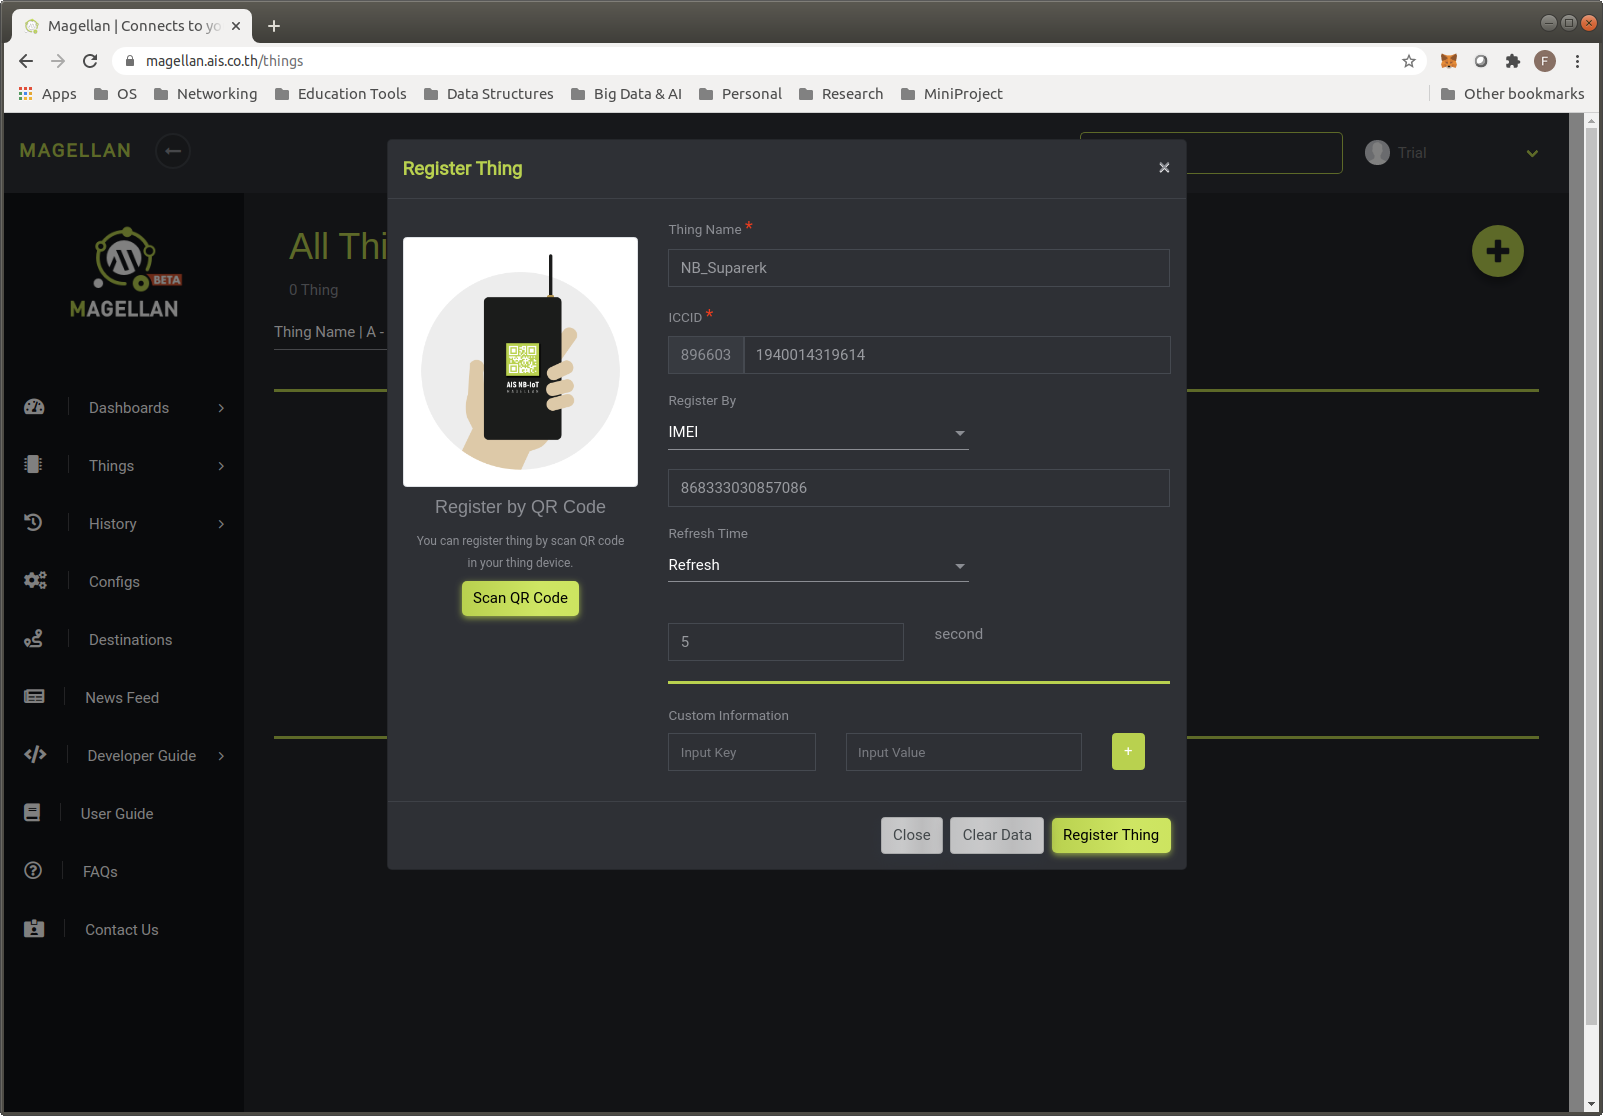 Magellan | Connects to yo
magellan.ais.co.th/things
F
Apps OS Networking Education Tools Data Structures Big Data & AI Personal Research MiniProject Other bookmarks
MAGELLAN
Trial
BETA
MAGELLAN
Dashboards
Things
History
Configs
Destinations
News Feed
Developer Guide
User Guide
FAQs
Contact Us
All Thi
0 Thing
Thing Name | A -
Register Thing
×
AIS NB-IoT
MAGELLAN
Register by QR Code
You can register thing by scan QR code
in your thing device.
Scan QR Code
Thing Name *
NB_Suparerk
ICCID *
896603 1940014319614
Register By
IMEI
868333030857086
Refresh Time
Refresh
5 second
Custom Information
Input Key Input Value +
Close Clear Data Register Thing